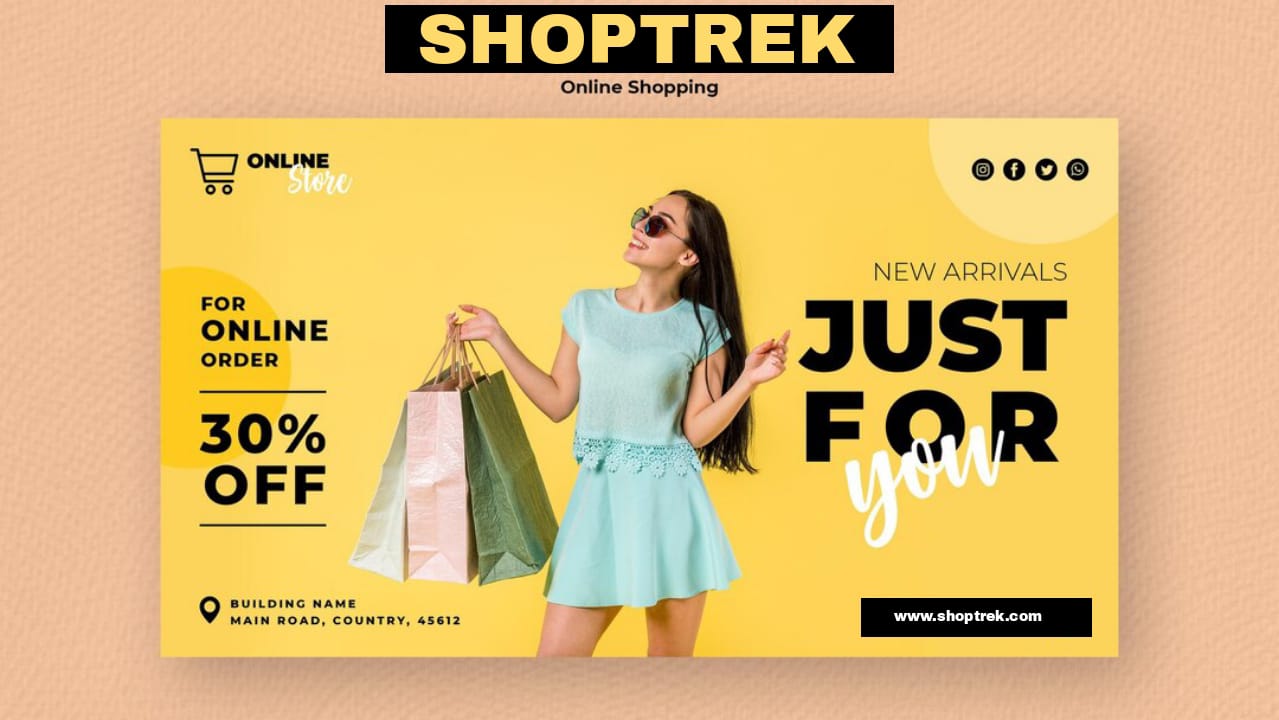 SHOPTREK
Online Shopping
ONLINE
Store
FOR
ONLINE
ORDER
30%
OFF
BUILDING NAME
MAIN ROAD, COUNTRY, 45612
NEW ARRIVALS
JUST
FOR
you
www.shoptrek.com